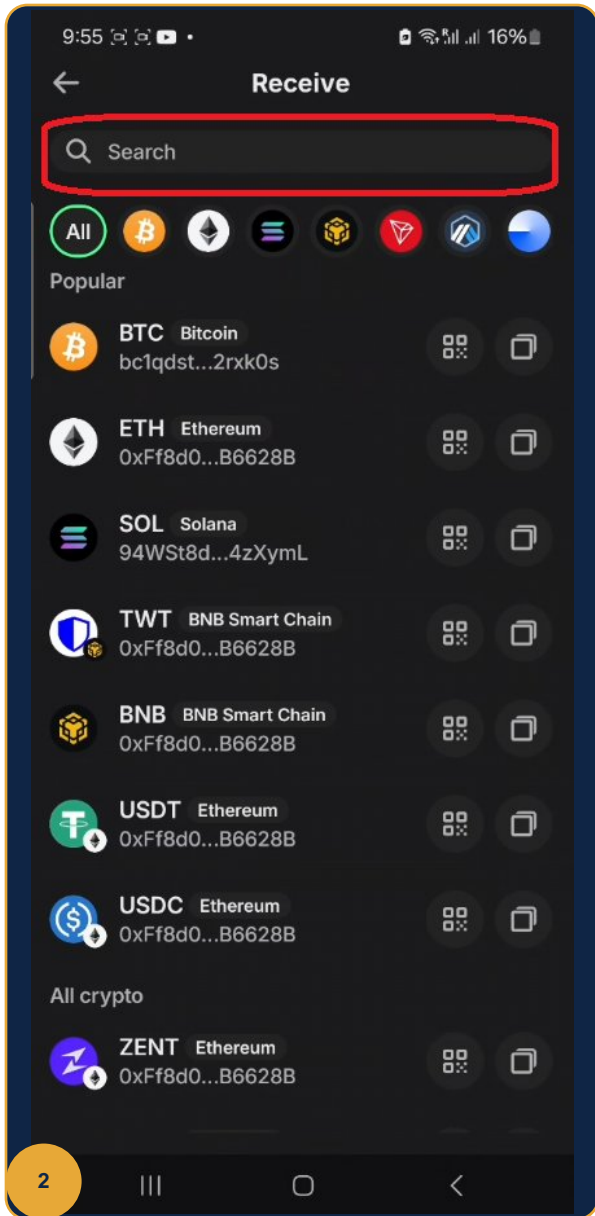 9:55
16%
Receive
Search
All
Popular
BTC Bitcoin
bc1qdst...2rxk0s
ETH Ethereum
0xFf8d0...B6628B
SOL Solana
94WSt8d...4zXymL
TWT BNB Smart Chain
0xFf8d0...B6628B
BNB BNB Smart Chain
0xFf8d0...B6628B
USDT Ethereum
0xFf8d0...B6628B
USDC Ethereum
0xFf8d0...B6628B
All crypto
ZENT Ethereum
0xFf8d0...B6628B
2